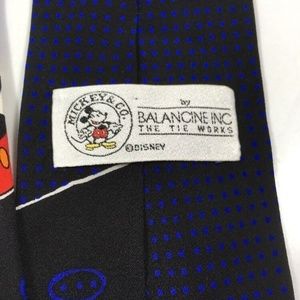 MICKEY & CO.
by
BALANCINE INC
THE TIE WORKS
©DISNEY